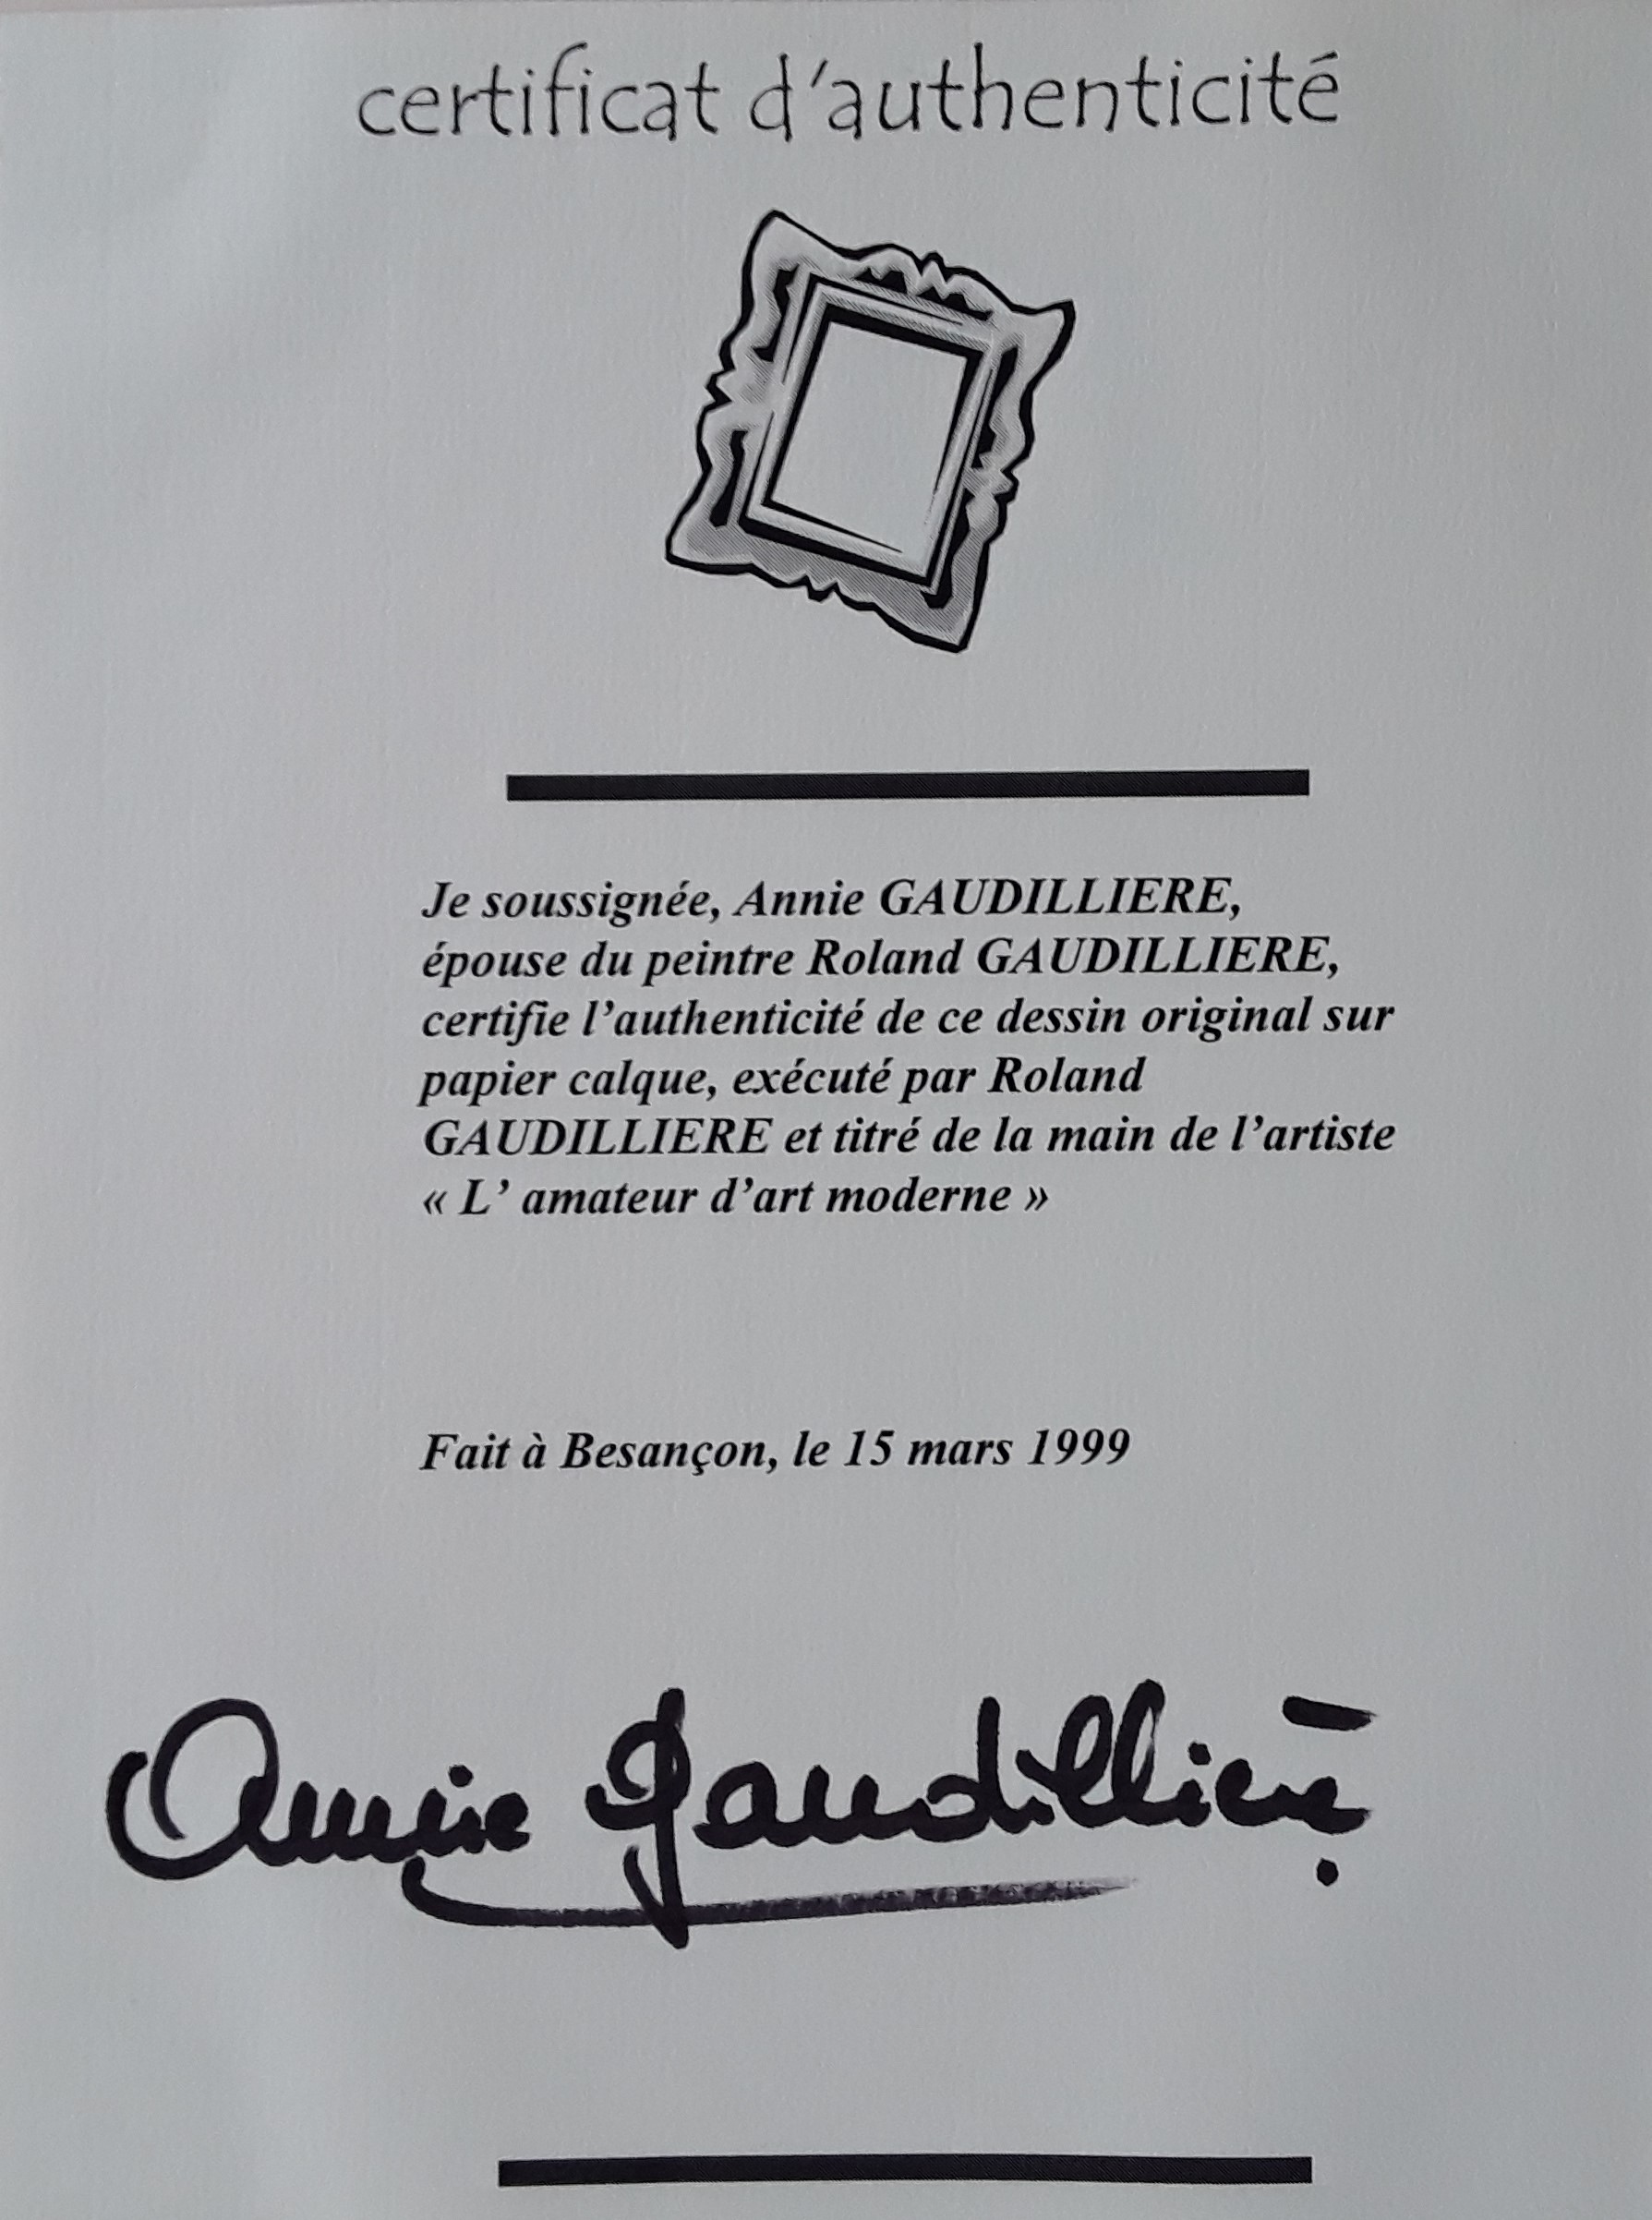 certificat d'authenticité
Je soussignée, Annie GAUDILLIERE,
épouse du peintre Roland GAUDILLIERE,
certifie l’authenticité de ce dessin original sur
papier calque, exécuté par Roland
GAUDILLIERE et titré de la main de l’artiste
« L’ amateur d’art moderne »
Fait à Besançon, le 15 mars 1999
Annie Gaudillière